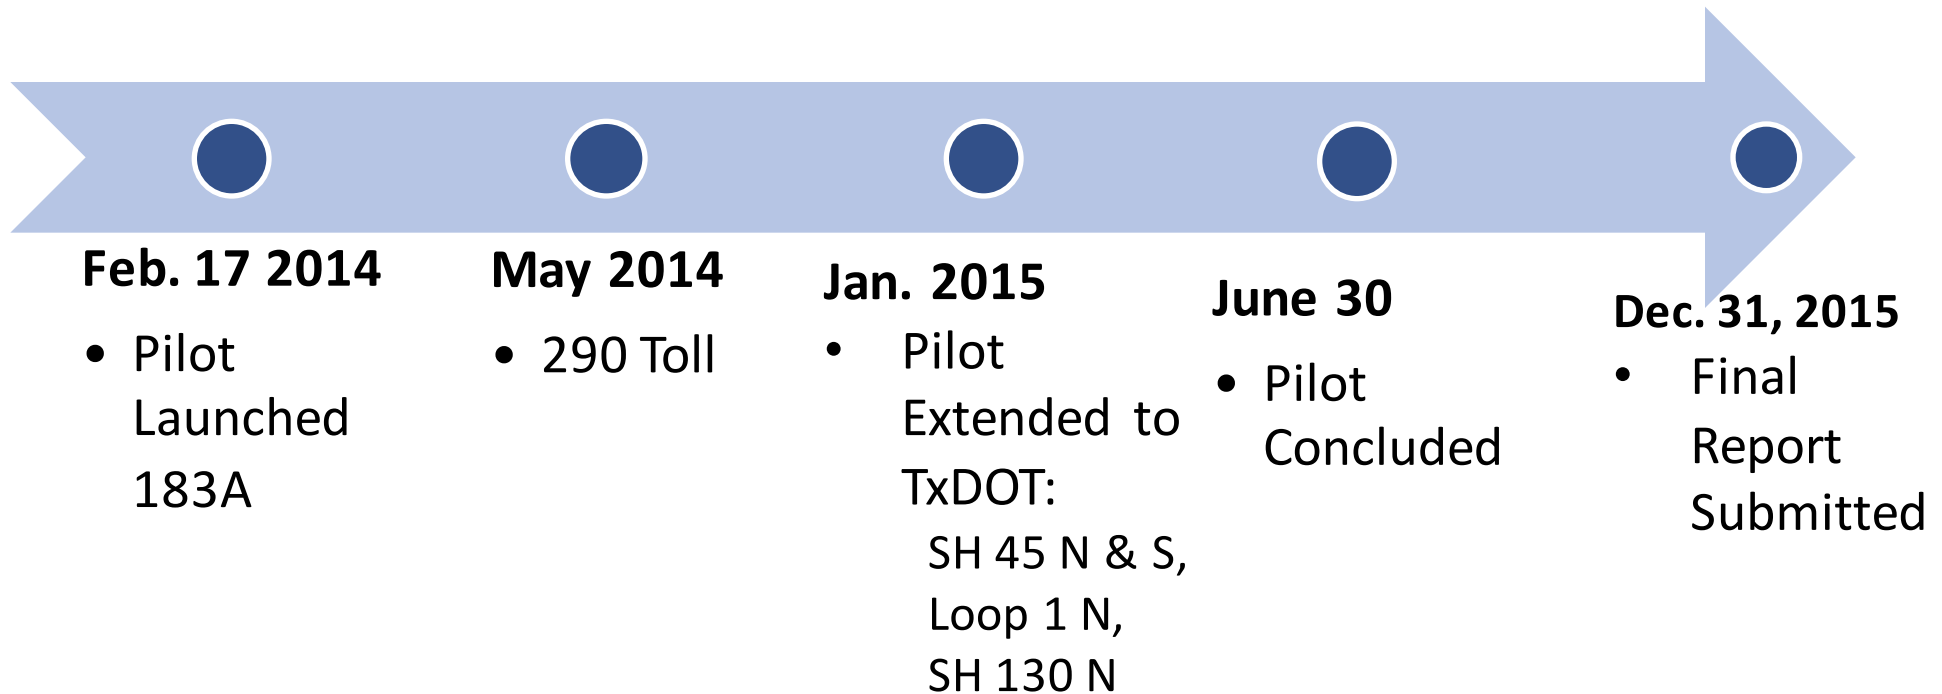 Feb. 17 2014
• Pilot
Launched
183A
May 2014
• 290 Toll
Jan. 2015
• Pilot
Extended to
TxDOT:
SH 45 N & S,
Loop 1 N,
SH 130 N
June 30
• Pilot
Concluded
Dec. 31, 2015
• Final
Report
Submitted